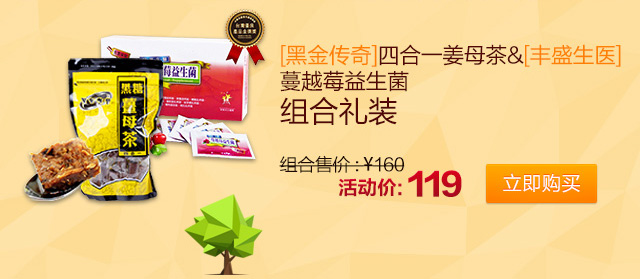 [黑金传奇]四合一姜母茶&[丰盛生医]
蔓越莓益生菌
组合礼装
组合售价：¥160
活动价: 119
立即购买
莓益生菌
黑糖
薑母茶